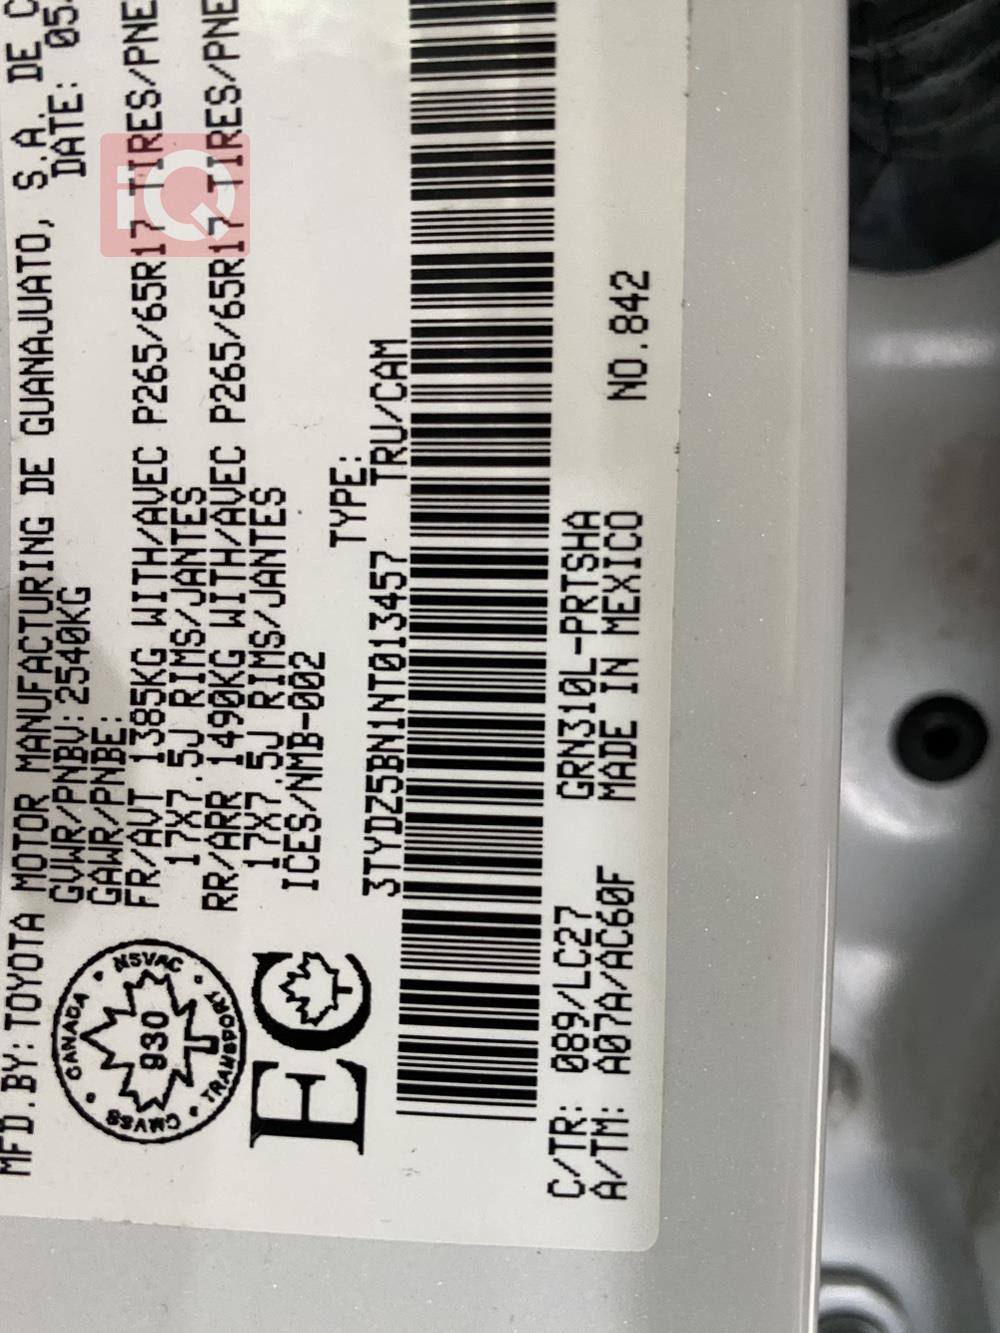 MFD.BY: TOYOTA MOTOR MANUFACTURING DE GUANAJUATO, S.A. DE C
DATE: 05
GVWR/PNBV: 2540KG
GAWR/PNBE:
FR/AVT 1385KG WITH/AVEC P265/65R17 TIRES/PNE
17X7.5J RIMS/JANTES
RR/ARR 1490KG WITH/AVEC P265/65R17 TIRES/PNE
17X7.5J RIMS/JANTES
ICES/NMB-002
TYPE:
3TYDZ5BN1NT013457 TRU/CAM
CANADA • NSVAC • TRANSPORT • CMVSS •
930
EC
C/TR: 089/LC27 GRN310L-PRTSHA NO.842
A/TM: A07A/AC60F MADE IN MEXICO
iQ